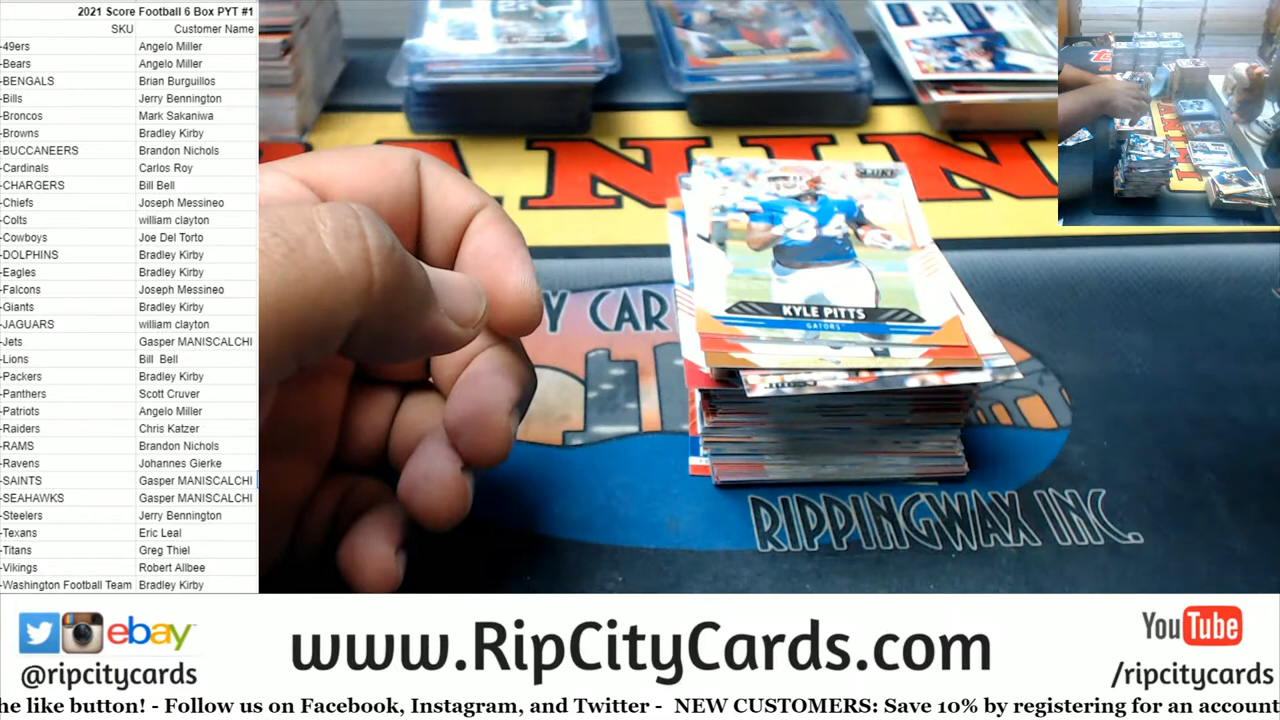 2021 Score Football 6 Box PYT #1
SKU Customer Name
-49ers Angelo Miller
-Bears Angelo Miller
-BENGALS Brian Burguillos
-Bills Jerry Bennington
-Broncos Mark Sakaniwa
-Browns Bradley Kirby
-BUCCANEERS Brandon Nichols
-Cardinals Carlos Roy
-CHARGERS Bill Bell
-Chiefs Joseph Messineo
-Colts william clayton
-Cowboys Joe Del Torto
-DOLPHINS Bradley Kirby
-Eagles Bradley Kirby
-Falcons Joseph Messineo
-Giants Bradley Kirby
-JAGUARS william clayton
-Jets Gasper MANISCALCHI
-Lions Bill Bell
-Packers Bradley Kirby
-Panthers Scott Cruver
-Patriots Angelo Miller
-Raiders Chris Katzer
-RAMS Brandon Nichols
-Ravens Johannes Gierke
-SAINTS Gasper MANISCALCHI
-SEAHAWKS Gasper MANISCALCHI
-Steelers Jerry Bennington
-Texans Eric Leal
-Titans Greg Thiel
-Vikings Robert Allbee
-Washington Football Team Bradley Kirby
ANINI
SCORE
34
KYLE PITTS
GATORS
Y CAR
RIPPINGWAX INC.
ebay
@ripcitycards
www.RipCityCards.com
YouTube
/ripcitycards
he like button! - Follow us on Facebook, Instagram, and Twitter - NEW CUSTOMERS: Save 10% by registering for an account